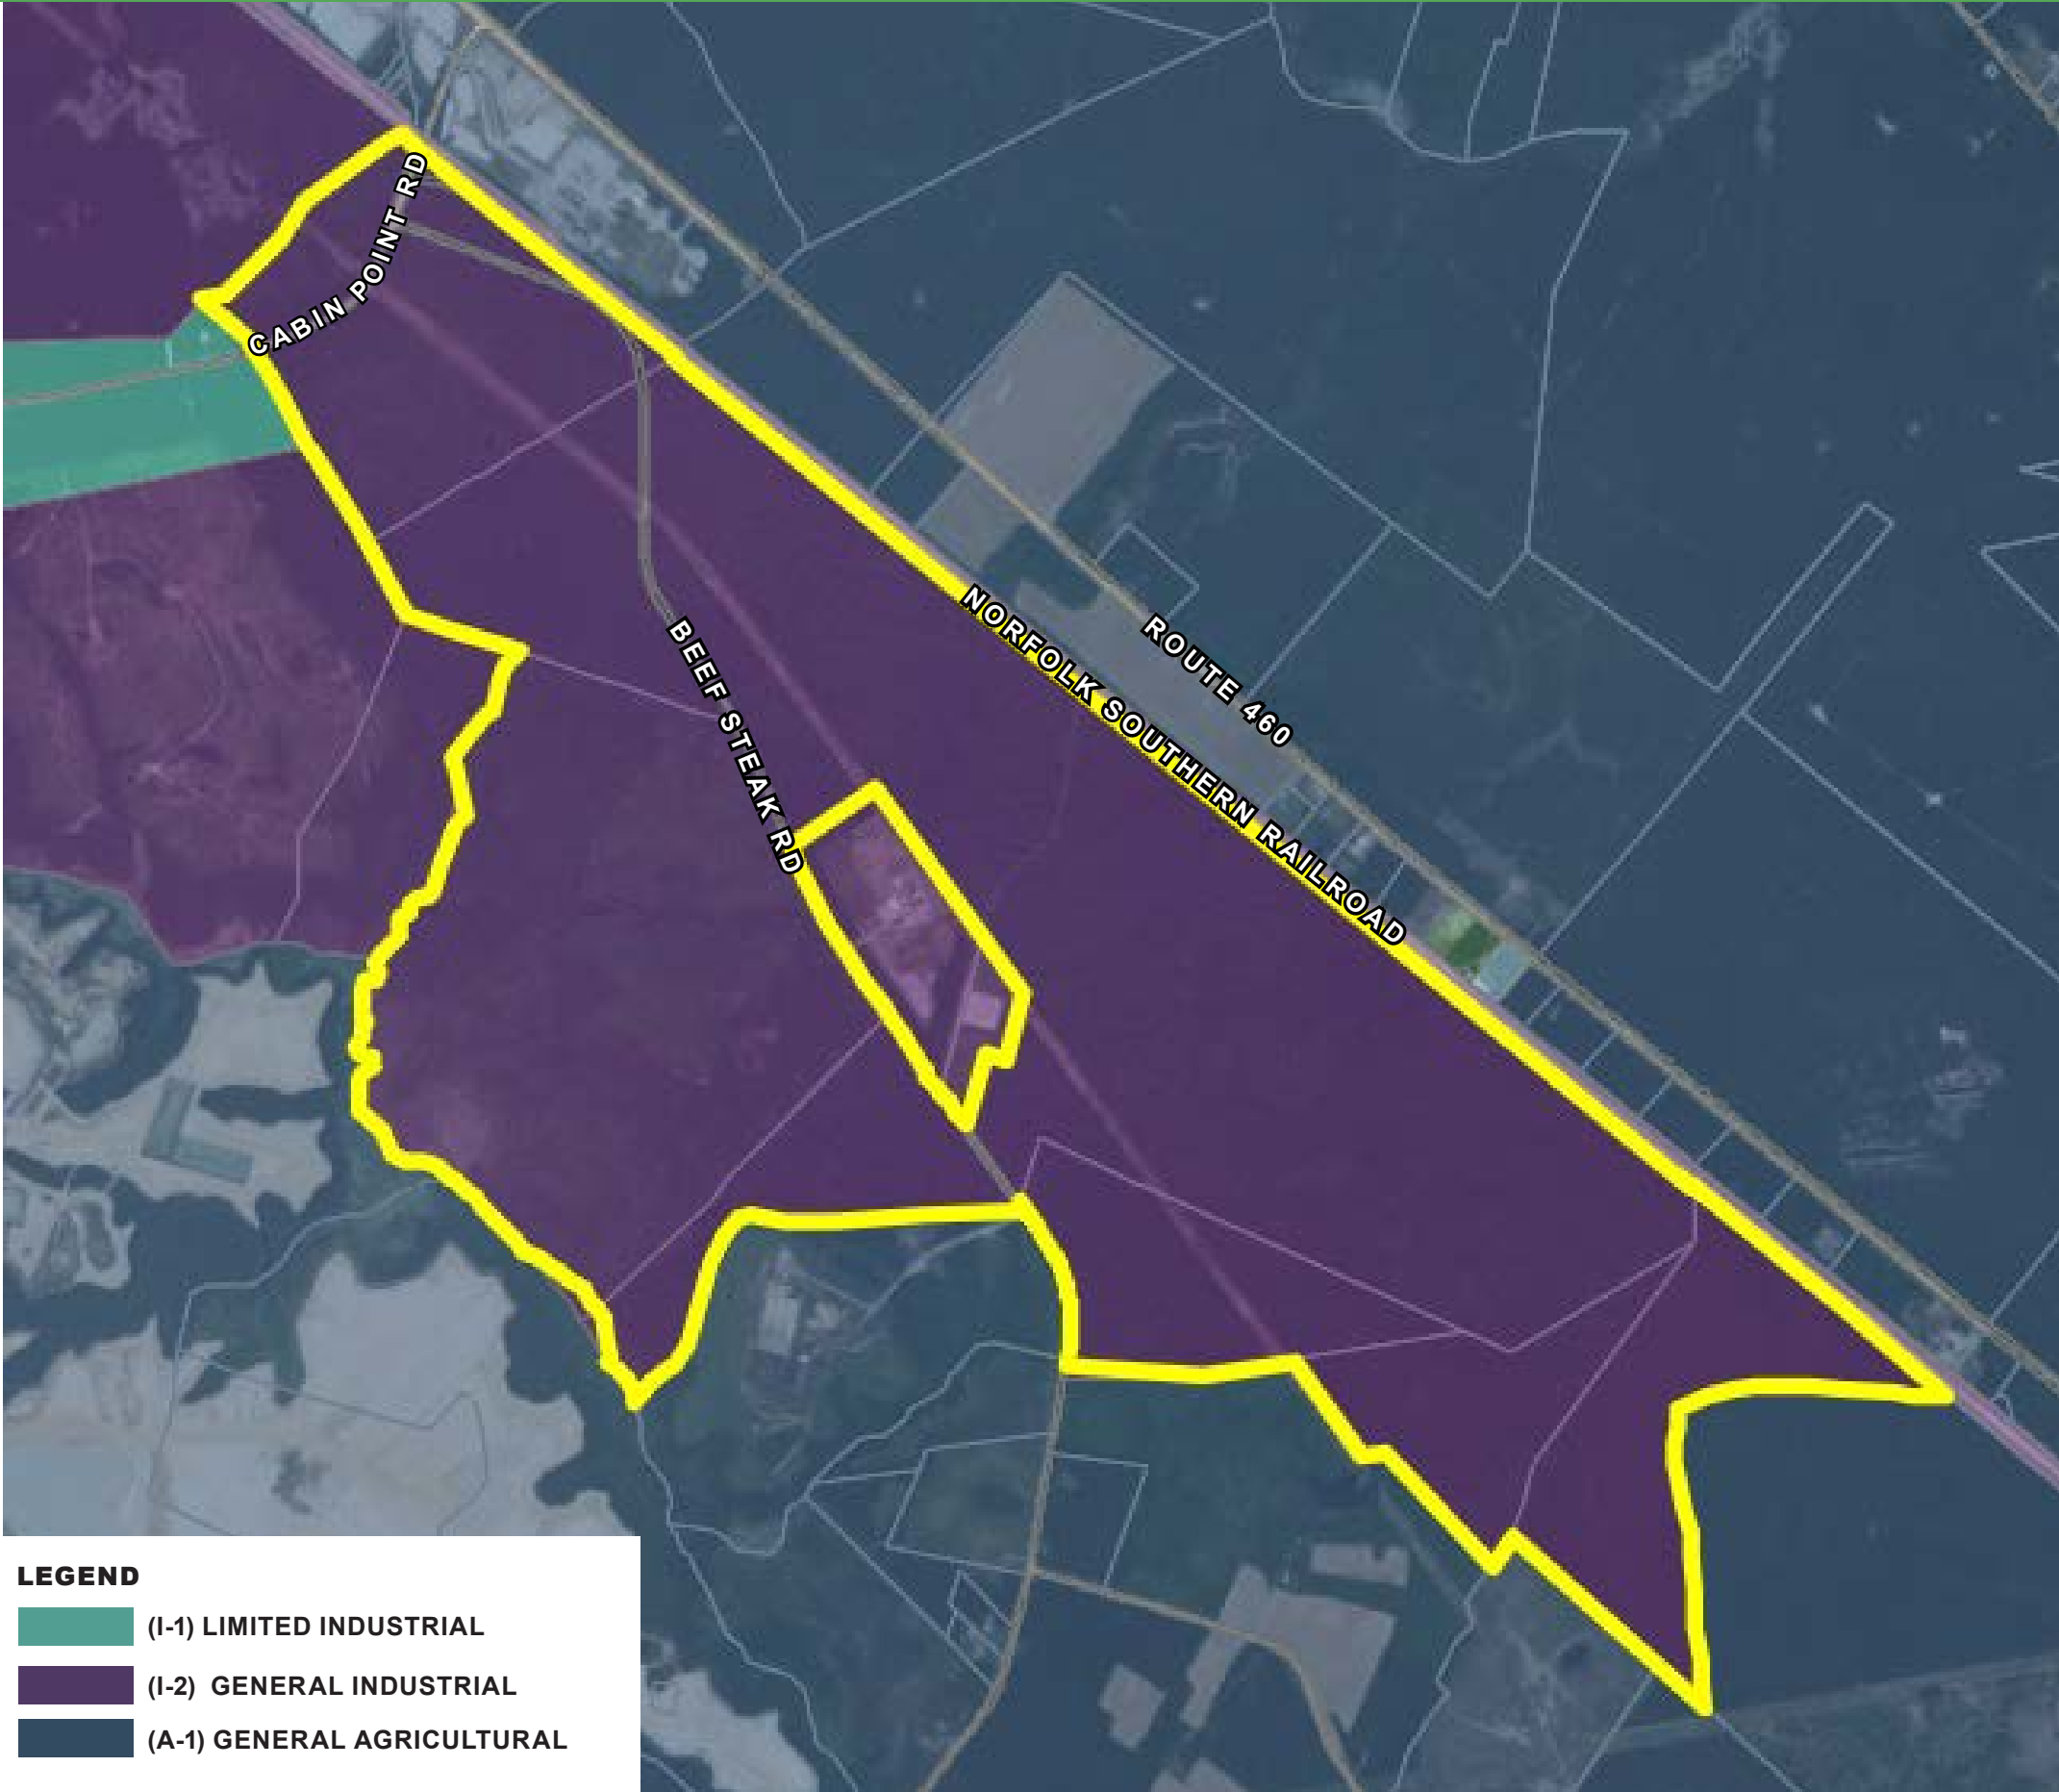 CABIN POINT RD
BEEF STEAK RD
NORFOLK SOUTHERN RAILROAD
ROUTE 460
LEGEND
(I-1) LIMITED INDUSTRIAL
(I-2) GENERAL INDUSTRIAL
(A-1) GENERAL AGRICULTURAL